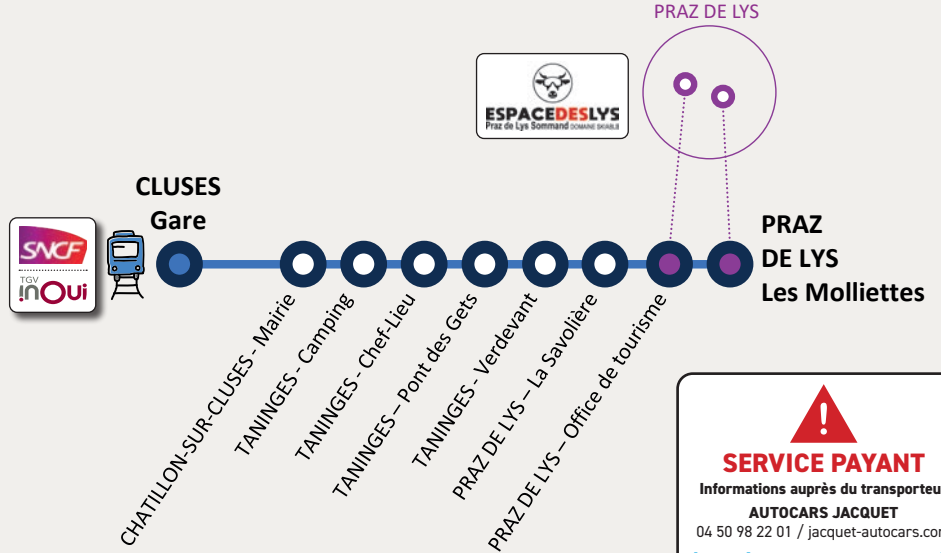 PRAZ DE LYS
ESPACEDESLYS
Praz de Lys Sommand DOMAINE SKIABLE
CLUSES
Gare
SNCF
TGV
inOui
PRAZ
DE LYS
Les Molliettes
CHATILLON-SUR-CLUSES - Mairie
TANINGES - Camping
TANINGES - Chef-Lieu
TANINGES – Pont des Gets
TANINGES - Verdevant
PRAZ DE LYS – La Savolière
PRAZ DE LYS – Office de tourisme
!
SERVICE PAYANT
Informations auprès du transporteu
AUTOCARS JACQUET
04 50 98 22 01 / jacquet-autocars.com